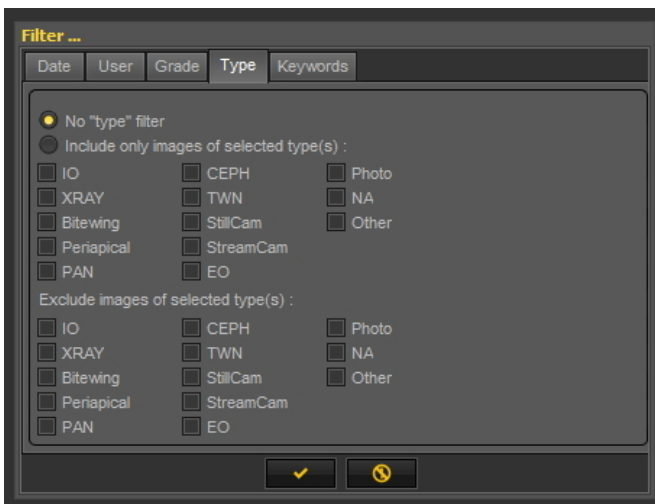 Filter ...
Date User Grade Type Keywords
No "type" filter
Include only images of selected type(s) :
IO CEPH Photo
XRAY TWN NA
Bitewing StillCam Other
Periapical StreamCam
PAN EO
Exclude images of selected type(s) :
IO CEPH Photo
XRAY TWN NA
Bitewing StillCam Other
Periapical StreamCam
PAN EO